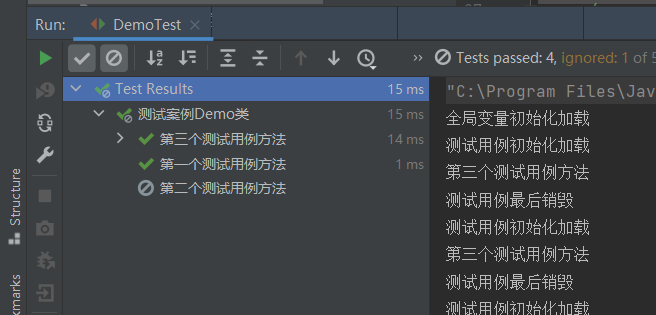 Run: DemoTest
Tests passed: 4, ignored: 1 of 5
Test Results 15 ms
测试案例Demo类 15 ms
第三个测试用例方法 14 ms
第一个测试用例方法 1 ms
第二个测试用例方法
"C:\Program Files\Jav
全局变量初始化加载
测试用例初始化加载
第三个测试用例方法
测试用例最后销毁
测试用例初始化加载
第三个测试用例方法
测试用例最后销毁
测试用例初始化加载
Structure
kmarks